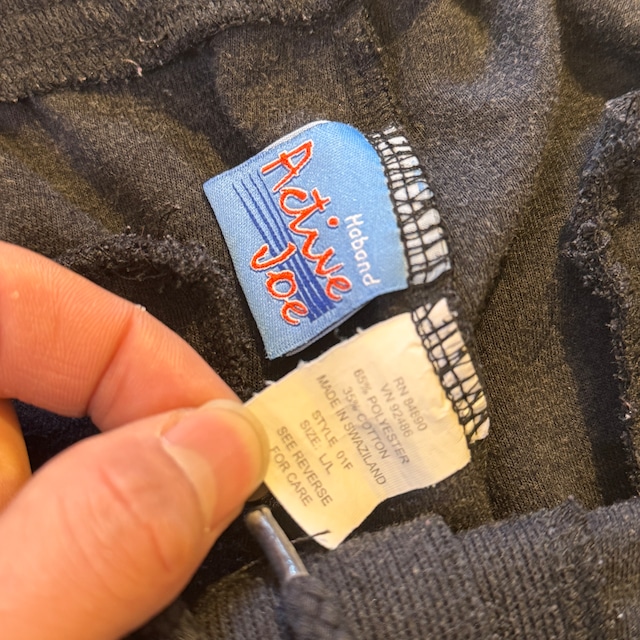 Haband
Active
Joe
RN 84690
VN 92486
65% POLYESTER
35% COTTON
MADE IN SWAZILAND
STYLE 01F
SIZE: L/L
SEE REVERSE
FOR CARE